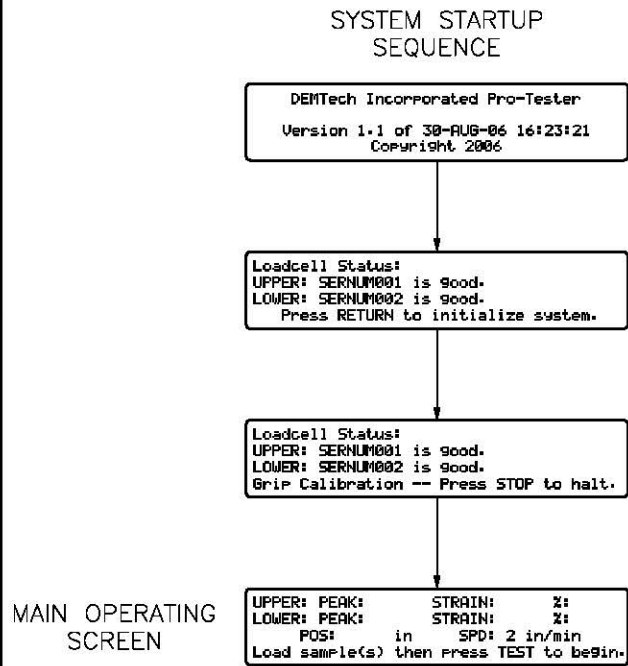 SYSTEM STARTUP
SEQUENCE
DEMTech Incorporated Pro-Tester
Version 1.1 of 30-AUG-06 16:23:21
Copyright 2006
Loadcell Status:
UPPER: SERNUM001 is good.
LOWER: SERNUM002 is good.
Press RETURN to initialize system.
Loadcell Status:
UPPER: SERNUM001 is good.
LOWER: SERNUM002 is good.
Grip Calibration -- Press STOP to halt.
MAIN OPERATING
SCREEN
UPPER: PEAK: STRAIN: %:
LOWER: PEAK: STRAIN: %:
POS: in SPD: 2 in/min
Load sample(s) then press TEST to begin.